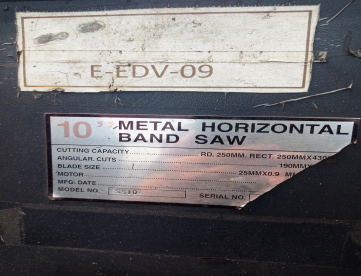 E-EDV-09
10" METAL HORIZONTAL
BAND SAW
CUTTING CAPACITY RD. 250MM, RECT. 250MMX430
ANGULAR. CUTS 190MM
BLADE SIZE 25MMX0.9
MOTOR
MFG. DATE
MODEL NO.
SERIAL NO